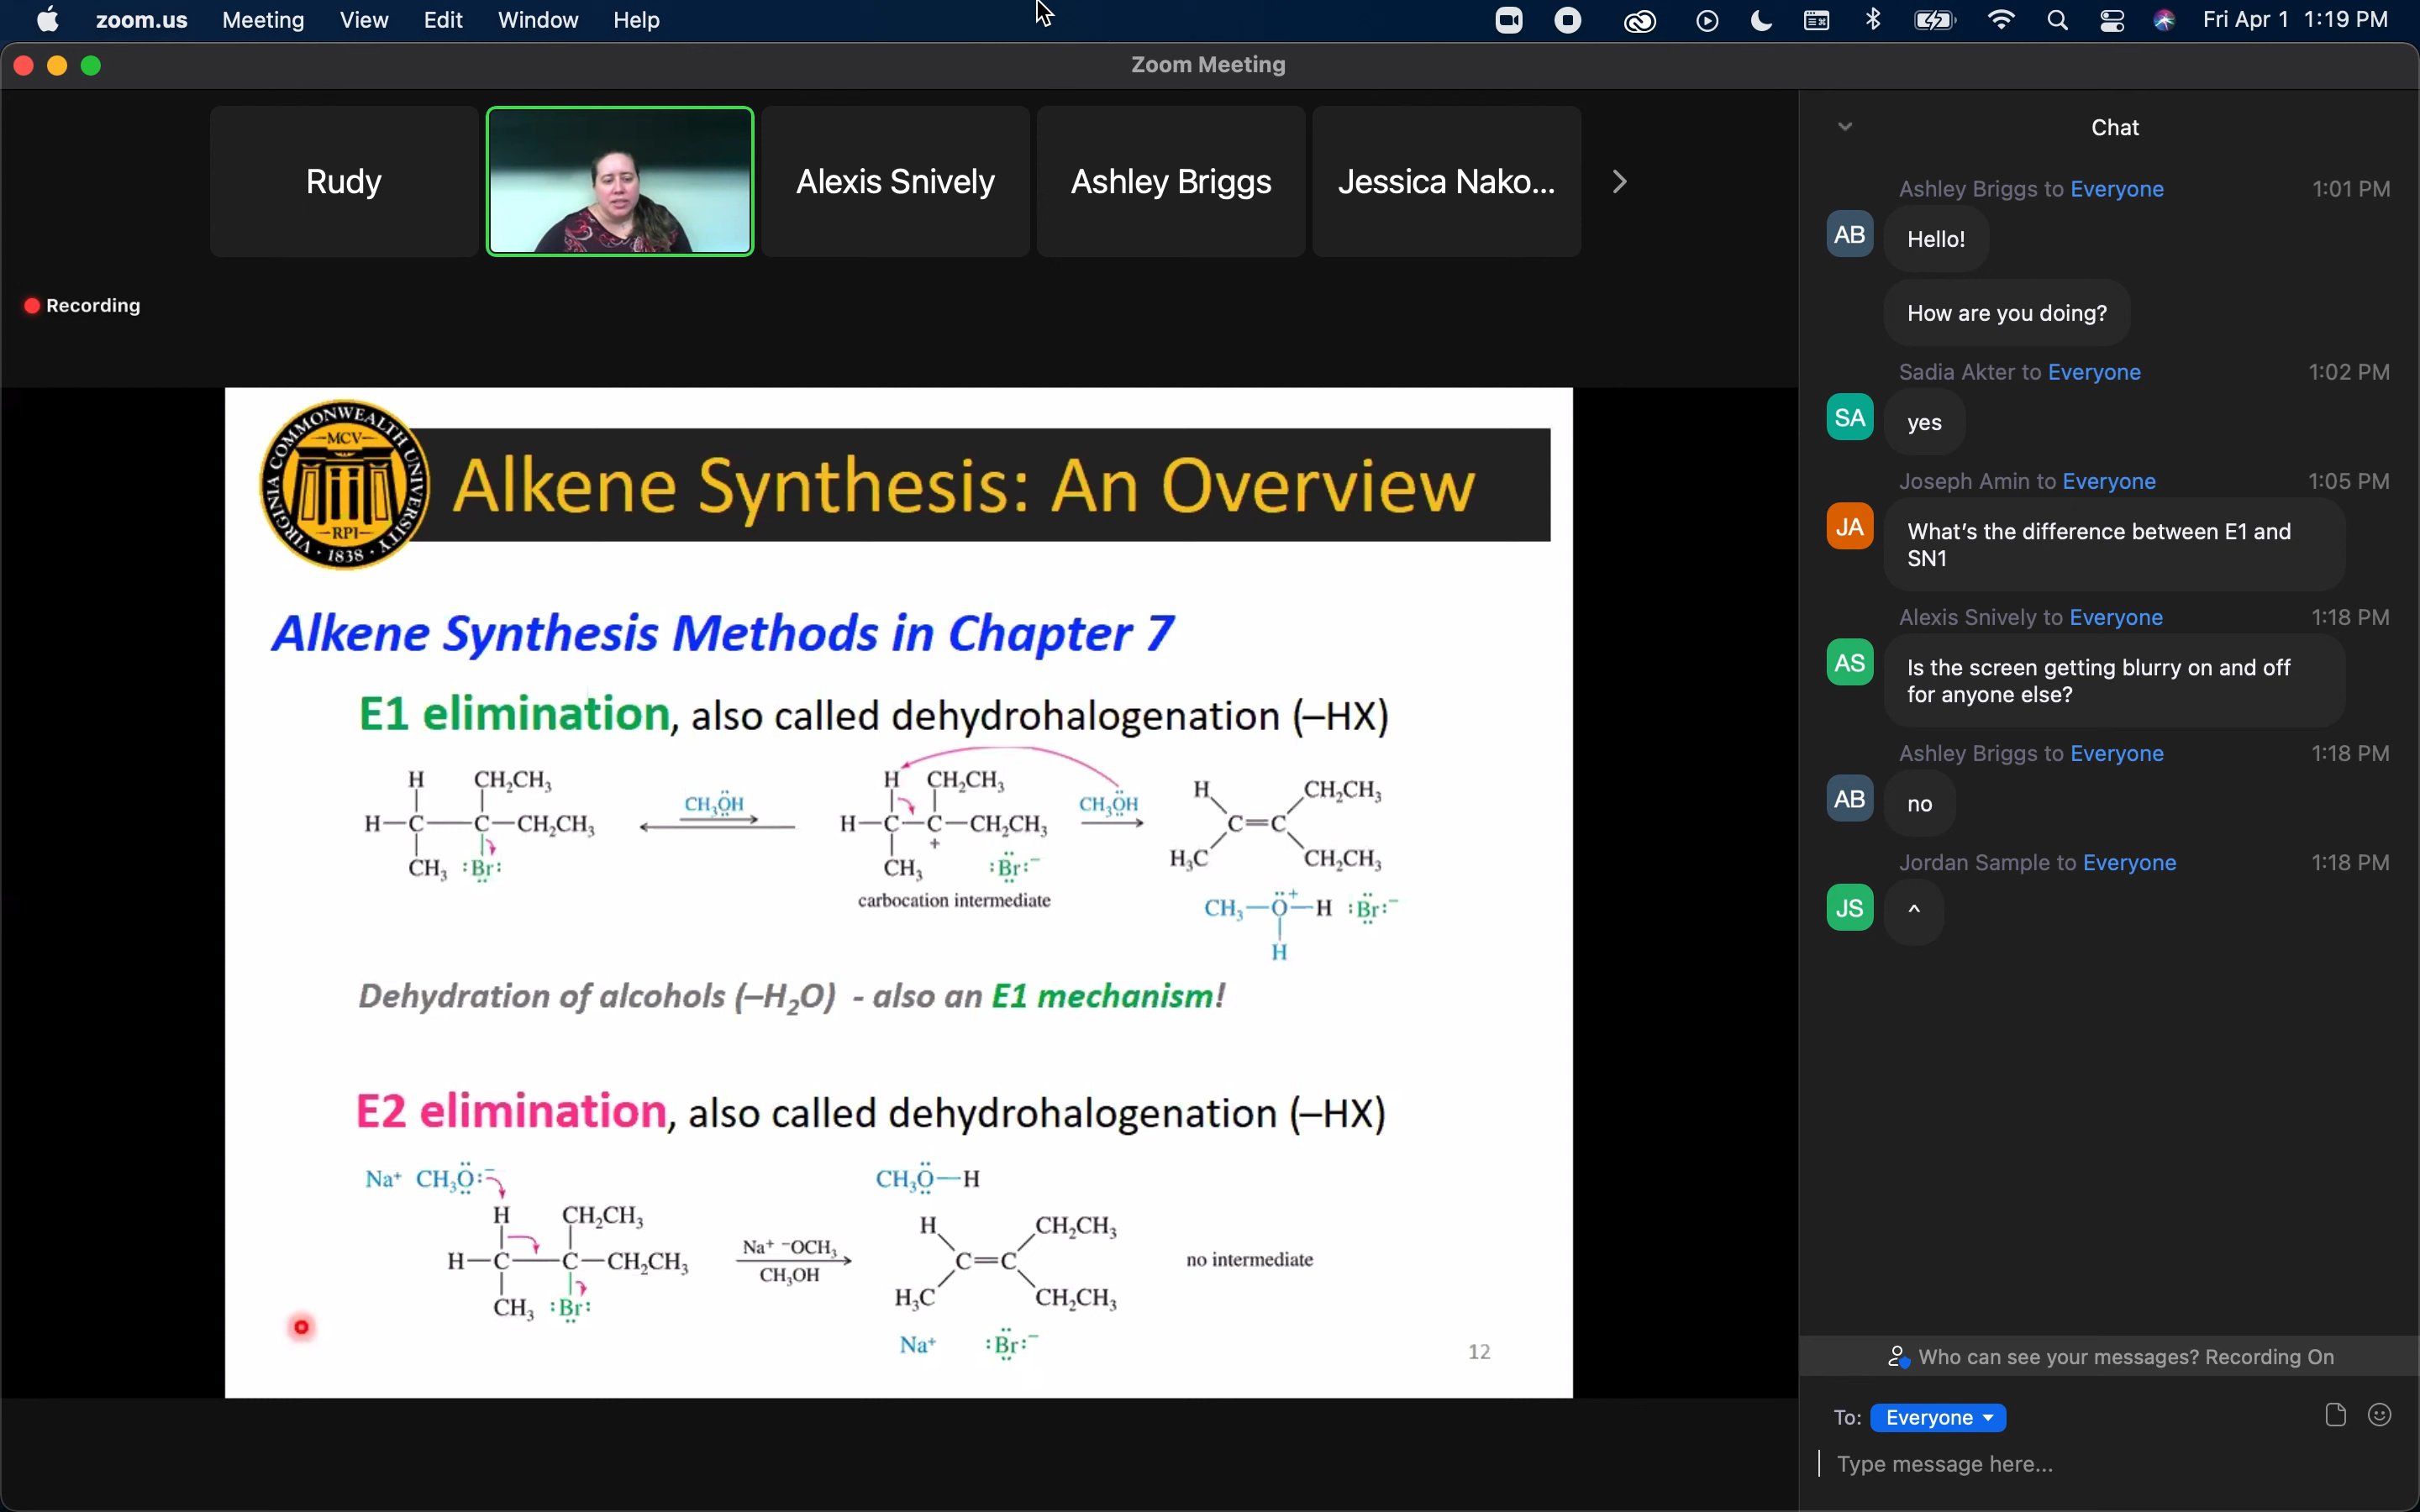 zoom.us Meeting View Edit Window Help Fri Apr 1 1:19 PM
Zoom Meeting
Rudy
Alexis Snively
Ashley Briggs
Jessica Nako...
Recording
VIRGINIA COMMONWEALTH UNIVERSITY
MCV
RPI
1838
Alkene Synthesis: An Overview
Alkene Synthesis Methods in Chapter 7
E1 elimination, also called dehydrohalogenation (–HX)
H CH₂CH₃
H—C—C—CH₂CH₃
CH₃ :Br:
CH₃ÖH
H CH₂CH₃
H—C—C—CH₂CH₃
+
CH₃ :Br:⁻
carbocation intermediate
CH₃ÖH
H CH₂CH₃
C=C
H₃C CH₂CH₃
CH₃—Ö⁺—H :Br:⁻
H
Dehydration of alcohols (–H₂O) - also an E1 mechanism!
E2 elimination, also called dehydrohalogenation (–HX)
Na⁺ CH₃Ö:⁻
H CH₂CH₃
H—C—C—CH₂CH₃
CH₃ :Br:
Na⁺ ⁻OCH₃
CH₃OH
CH₃Ö—H
H CH₂CH₃
C=C
H₃C CH₂CH₃
Na⁺ :Br:⁻
no intermediate
12
Chat
Ashley Briggs to Everyone 1:01 PM
AB Hello!
How are you doing?
Sadia Akter to Everyone 1:02 PM
SA yes
Joseph Amin to Everyone 1:05 PM
JA What's the difference between E1 and
SN1
Alexis Snively to Everyone 1:18 PM
AS Is the screen getting blurry on and off
for anyone else?
Ashley Briggs to Everyone 1:18 PM
AB no
Jordan Sample to Everyone 1:18 PM
JS ^
Who can see your messages? Recording On
To: Everyone
Type message here...